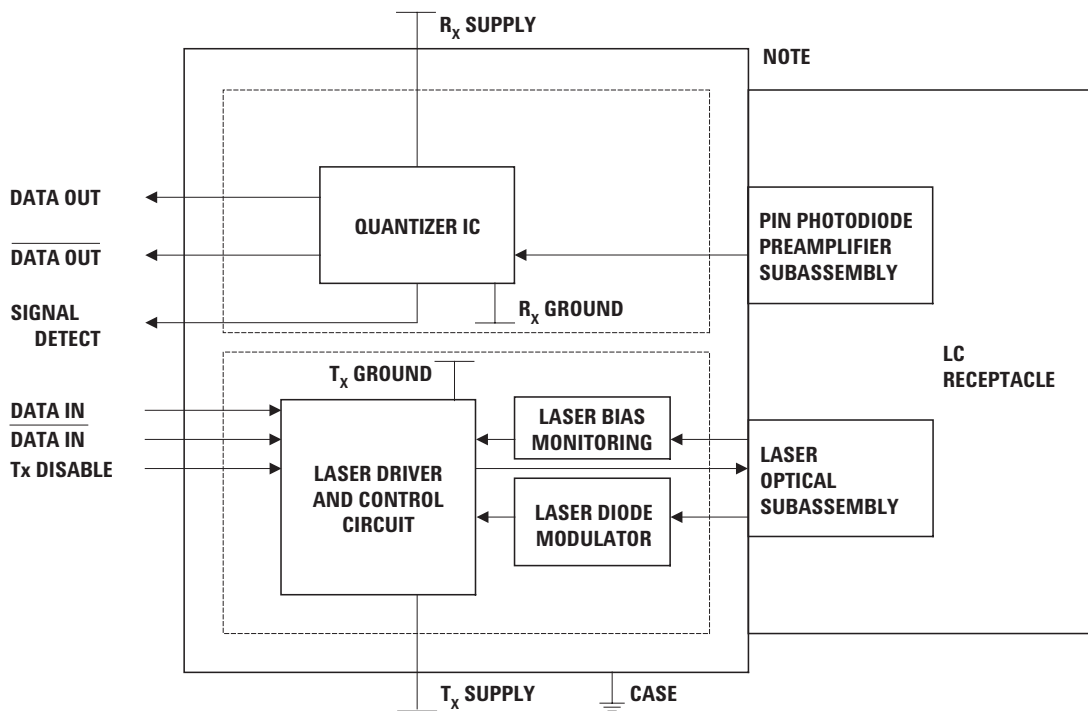 Rx SUPPLY
NOTE
DATA OUT
QUANTIZER IC
PIN PHOTODIODE
PREAMPLIFIER
SUBASSEMBLY
DATA OUT
SIGNAL
DETECT
Rx GROUND
LC
RECEPTACLE
Tx GROUND
DATA IN
DATA IN
Tx DISABLE
LASER BIAS
MONITORING
LASER DRIVER
AND CONTROL
CIRCUIT
LASER
OPTICAL
SUBASSEMBLY
LASER DIODE
MODULATOR
Tx SUPPLY
CASE